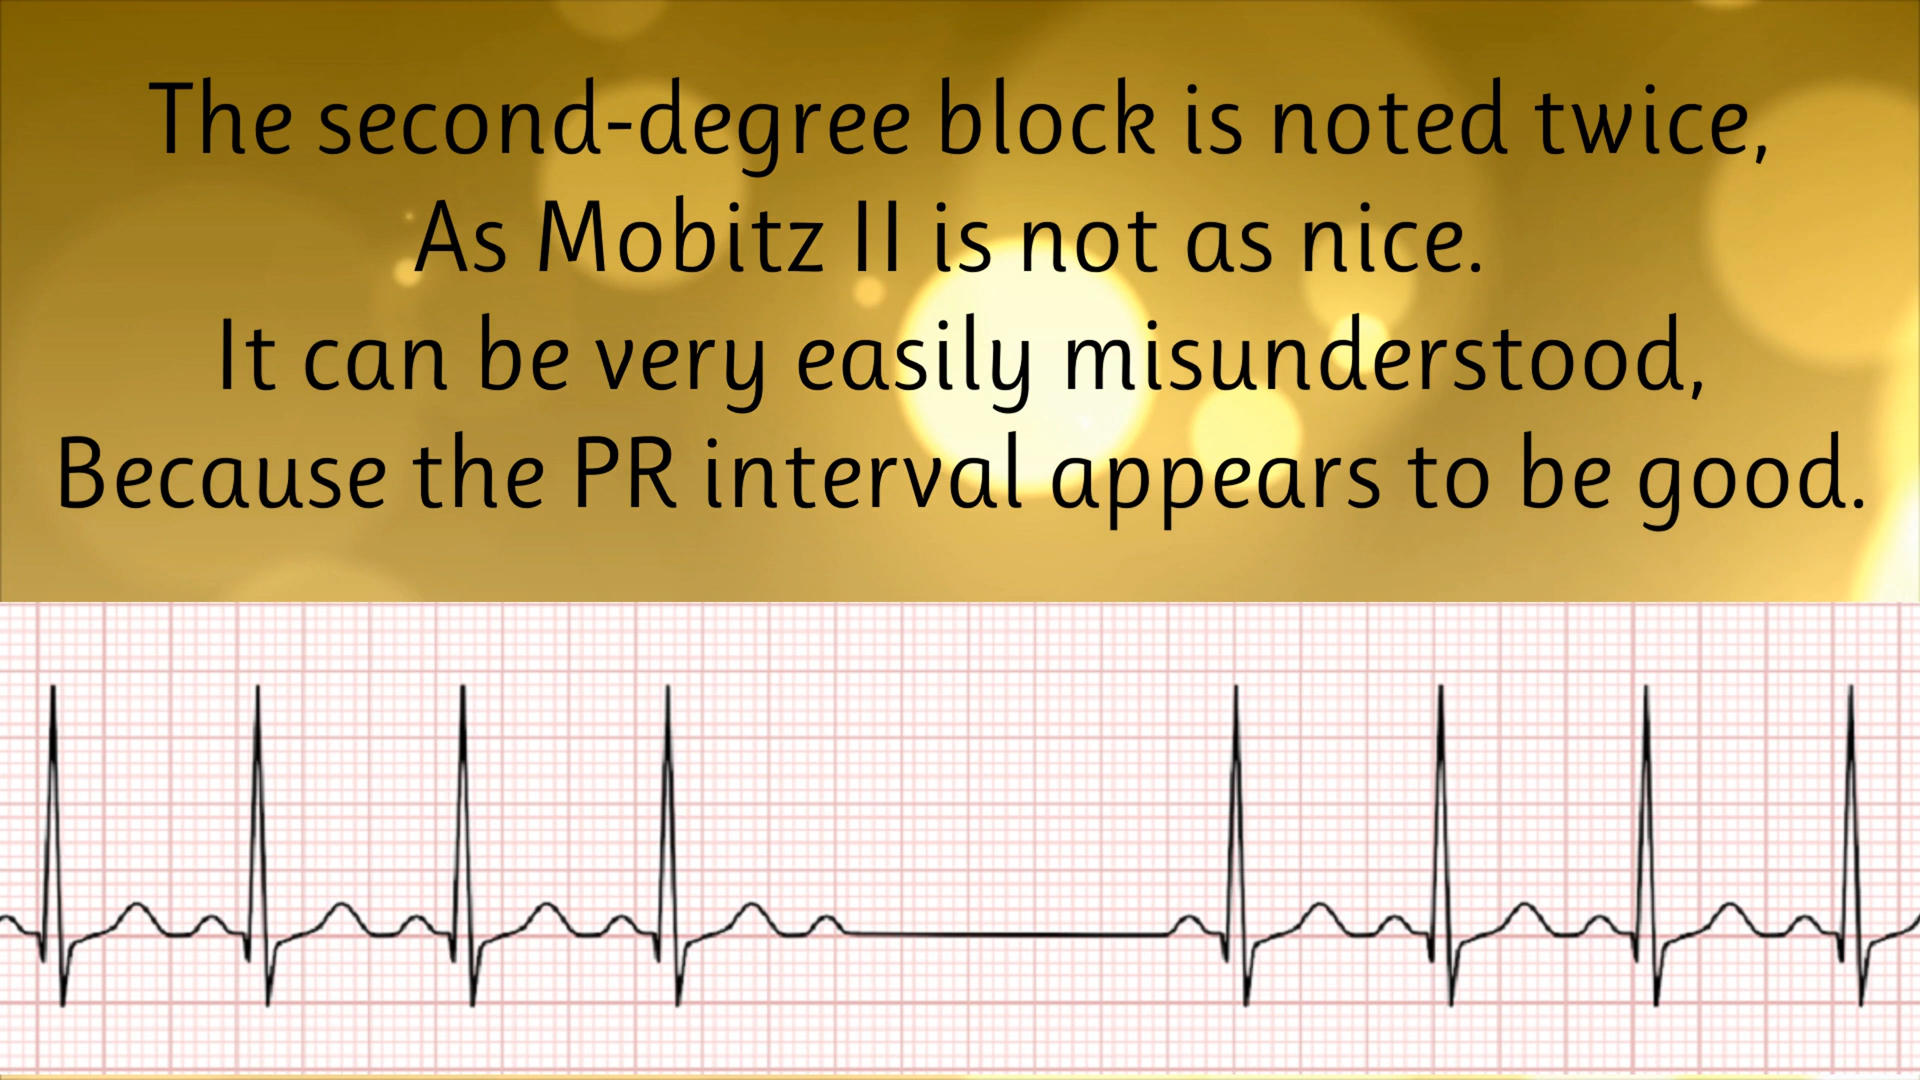 The second-degree block is noted twice,
As Mobitz II is not as nice.
It can be very easily misunderstood,
Because the PR interval appears to be good.